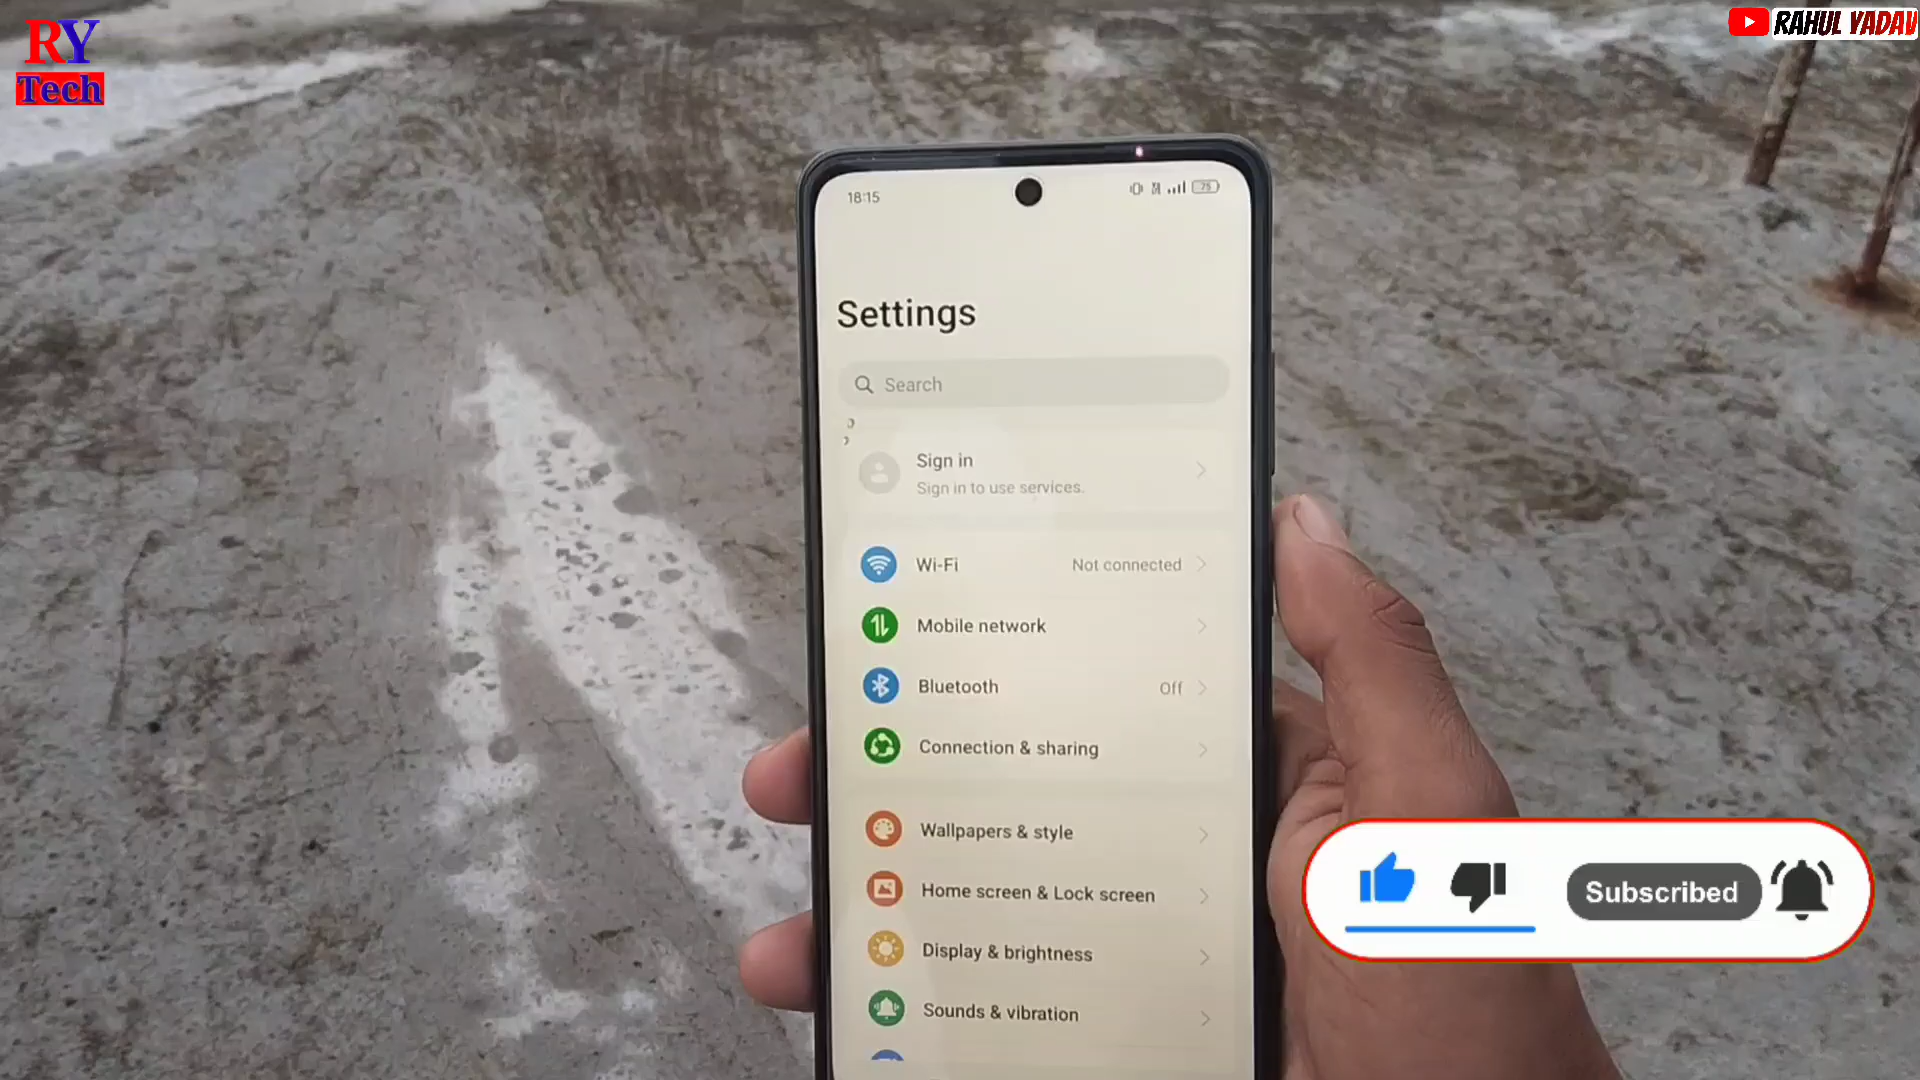 RY
Tech
RAHUL YADAV
18:15
75
Settings
Search
Sign in
Sign in to use services.
Wi-Fi Not connected
Mobile network
Bluetooth Off
Connection & sharing
Wallpapers & style
Home screen & Lock screen
Display & brightness
Sounds & vibration
Subscribed